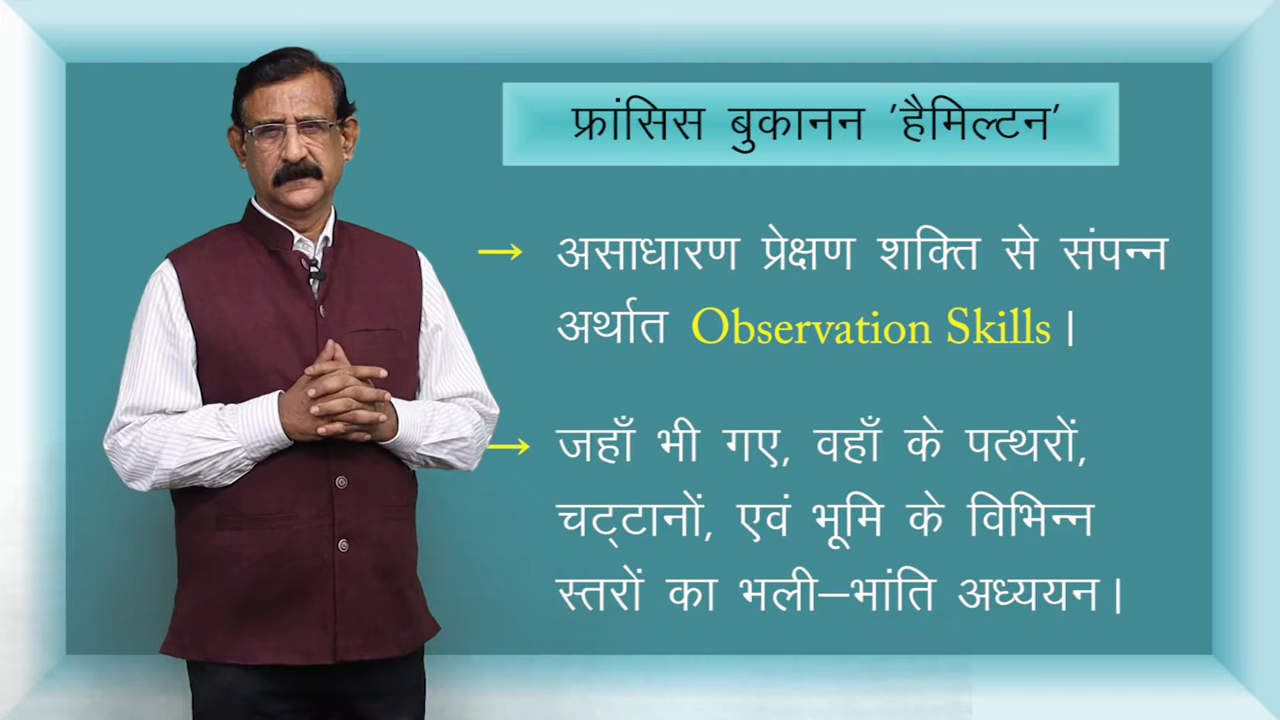 फ्रांसिस बुकानन 'हैमिल्टन'
→ असाधारण प्रेक्षण शक्ति से संपन्न
अर्थात Observation Skills ।
→ जहाँ भी गए, वहाँ के पत्थरों,
चट्टानों, एवं भूमि के विभिन्न
स्तरों का भली–भांति अध्ययन।